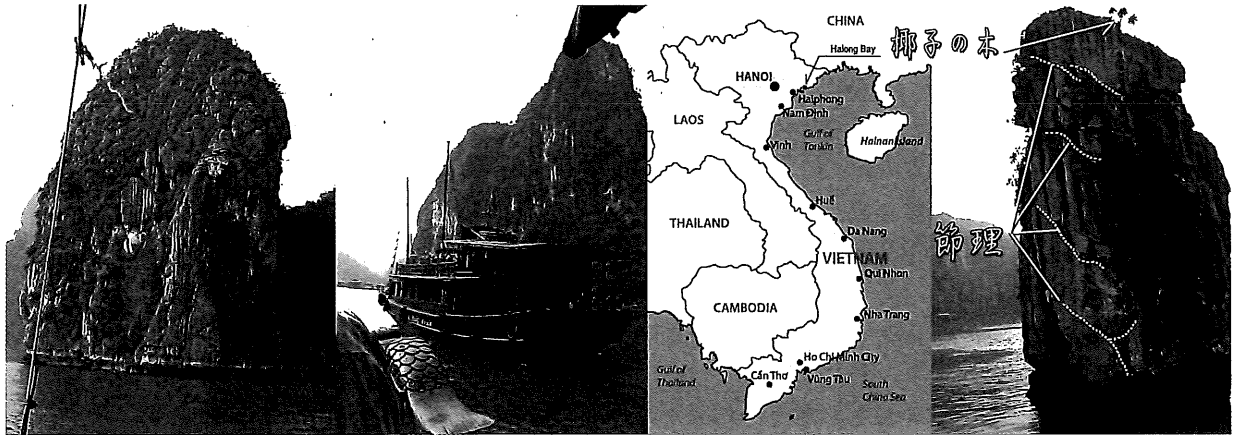 CHINA
Halong Bay
HANOI
Haiphong
Nam Định
LAOS
Gulf of
Tonkin
Hainan Island
Vinh
Huế
THAILAND
Da Nang
VIETNAM
Qui Nhon
CAMBODIA
Nha Trang
Ho Chi Minh City
Cần Thơ
Vũng Tàu
Gulf of
Thailand
South
China Sea
椰子の木
節理